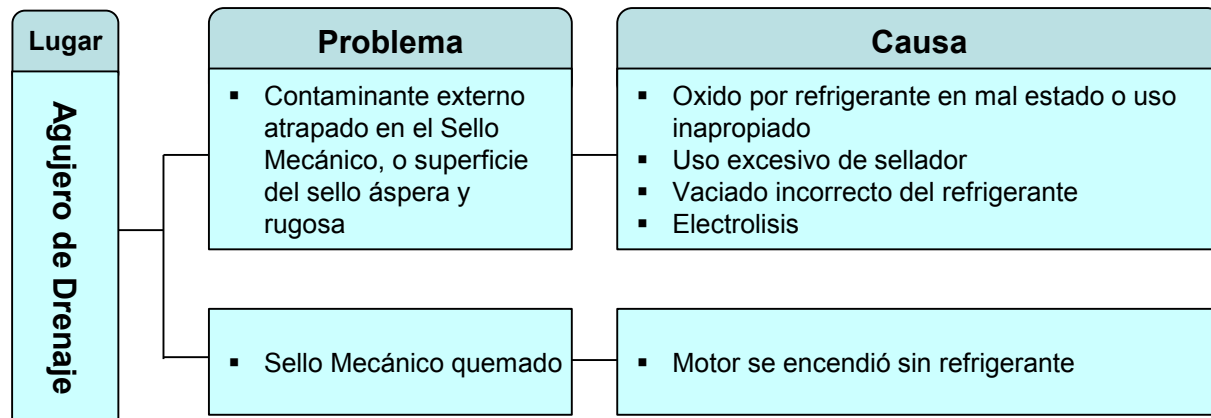 Lugar
Problema
Causa
Agujero de Drenaje
▪ Contaminante externo
atrapado en el Sello
Mecánico, o superficie
del sello áspera y
rugosa
▪ Oxido por refrigerante en mal estado o uso
inapropiado
▪ Uso excesivo de sellador
▪ Vaciado incorrecto del refrigerante
▪ Electrolisis
▪ Sello Mecánico quemado
▪ Motor se encendió sin refrigerante